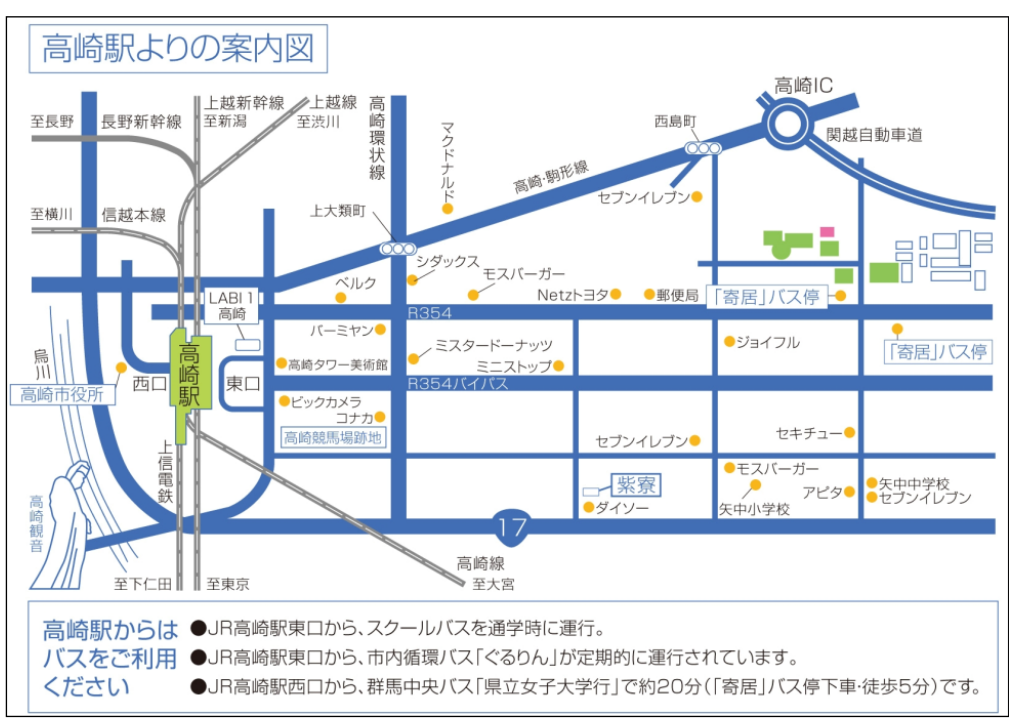 高崎駅よりの案内図
高崎IC
上越新幹線
至新潟
上越線
至渋川
高崎環状線
マクドナルド
西島町
関越自動車道
至長野
長野新幹線
高崎・駒形線
セブンイレブン
至横川
信越本線
上大類町
シダックス
モスバーガー
ベルク
Netzトヨタ
郵便局
「寄居」バス停
LABI 1
高崎
R354
バーミヤン
ジョイフル
「寄居」バス停
ミスタードーナッツ
ミニストップ
高崎タワー美術館
R354バイパス
烏川
高崎市役所
西口
高崎駅
東口
ビックカメラ
コナカ
高崎競馬場跡地
セブンイレブン
セキチュー
上信電鉄
モスバーガー
紫寮
ダイソー
矢中小学校
アピタ
矢中中学校
セブンイレブン
高崎観音
17
高崎線
至下仁田
至東京
至大宮
高崎駅からは
バスをご利用
ください
●JR高崎駅東口から、スクールバスを通学時に運行。
●JR高崎駅東口から、市内循環バス「ぐるりん」が定期的に運行されています。
●JR高崎駅西口から、群馬中央バス「県立女子大学行」で約20分(「寄居」バス停下車・徒歩5分)です。